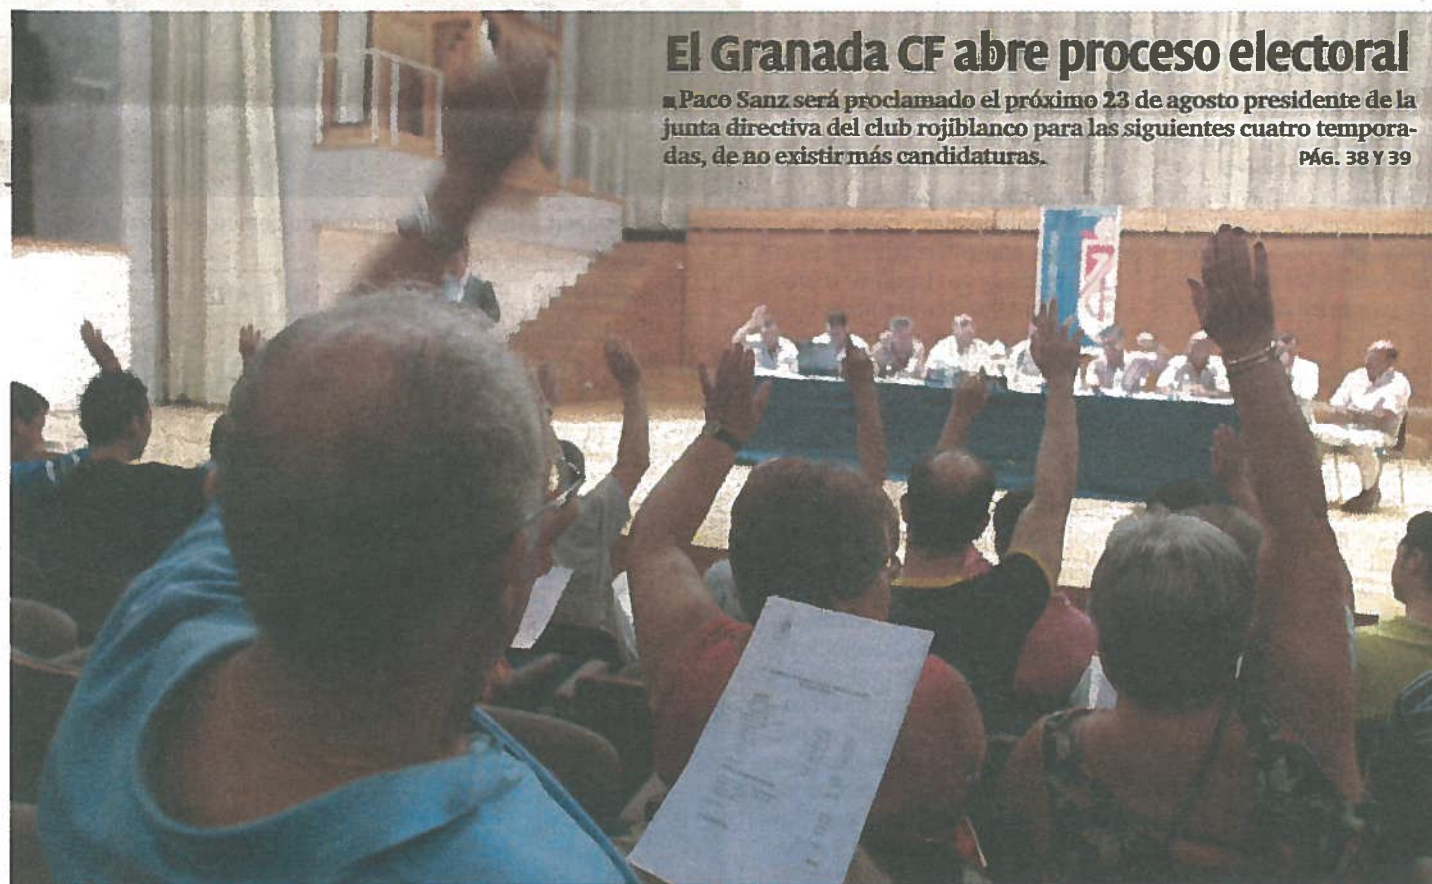 El Granada CF abre proceso electoral
■ Paco Sanz será proclamado el próximo 23 de agosto presidente de la
junta directiva del club rojiblanco para las siguientes cuatro tempora-
das, de no existir más candidaturas. PÁG. 38 Y 39